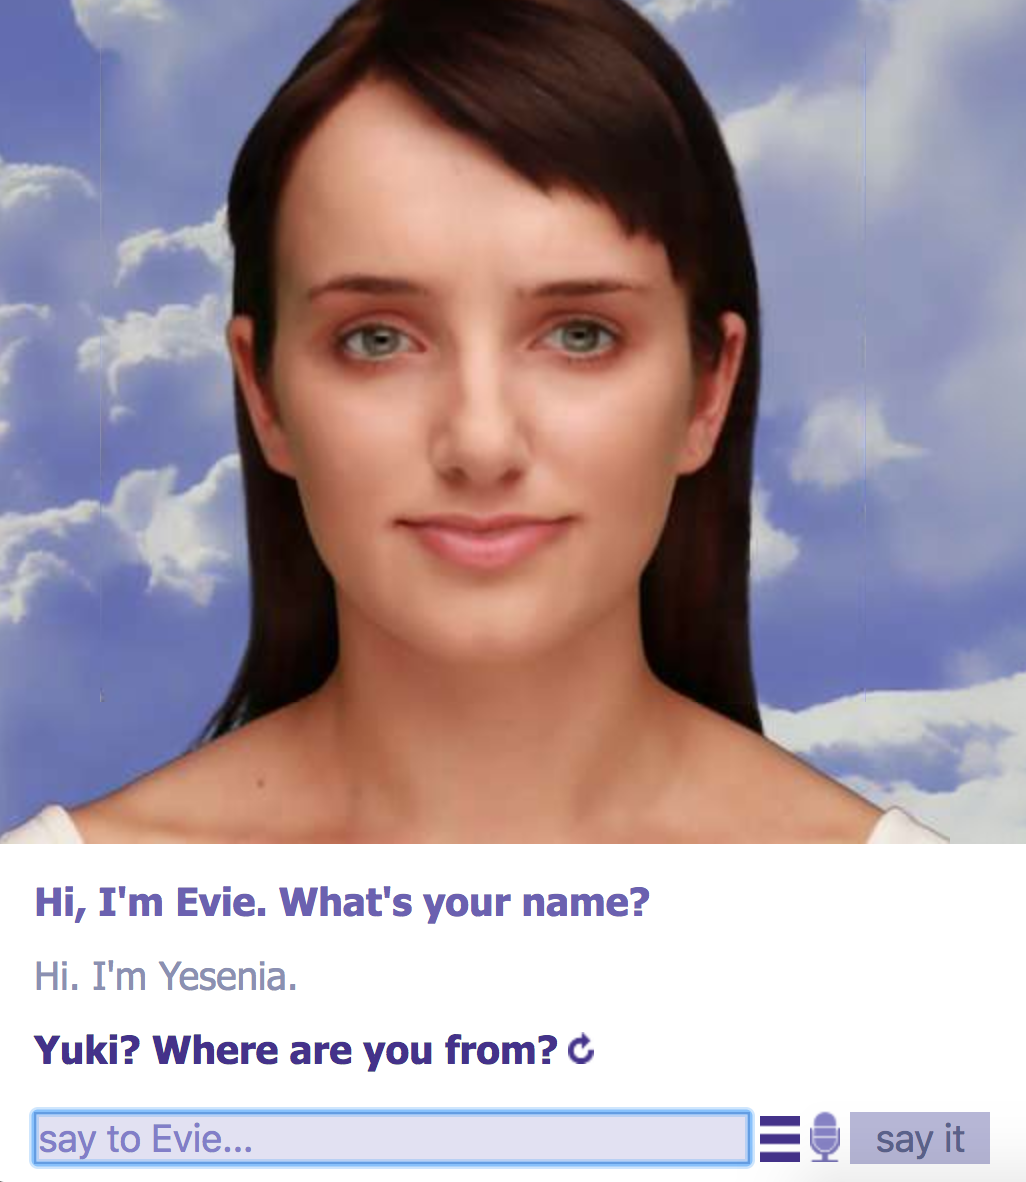 Hi, I'm Evie. What's your name?
Hi. I'm Yesenia.
Yuki? Where are you from?
say to Evie...
say it